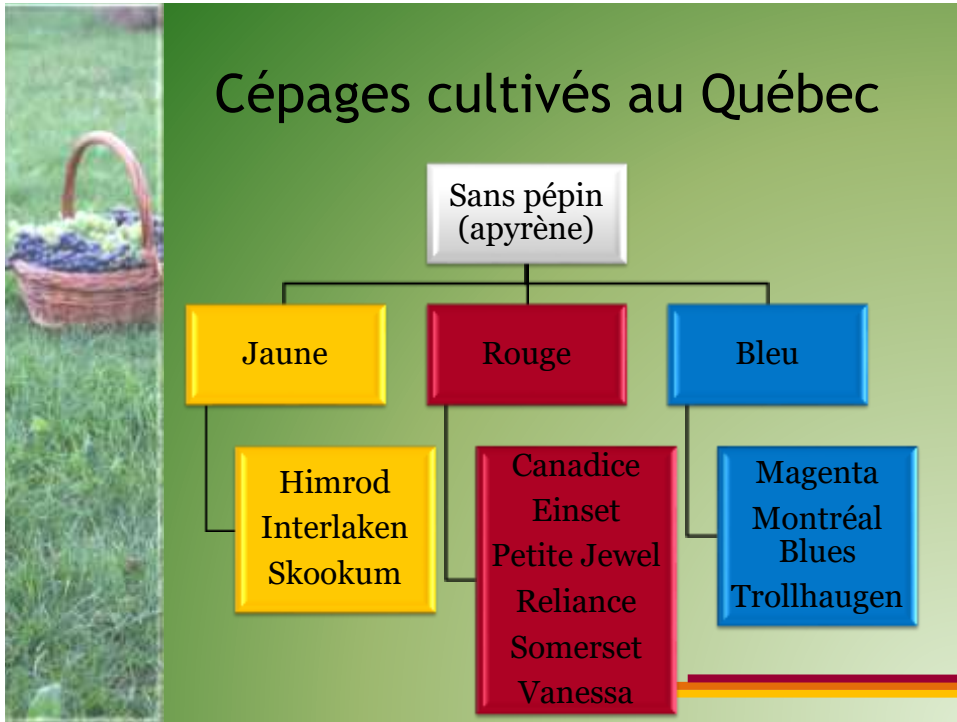 Cépages cultivés au Québec
Sans pépin
(apyrène)
Jaune
Rouge
Bleu
Himrod
Interlaken
Skookum
Canadice
Einset
Petite Jewel
Reliance
Somerset
Vanessa
Magenta
Montréal
Blues
Trollhaugen